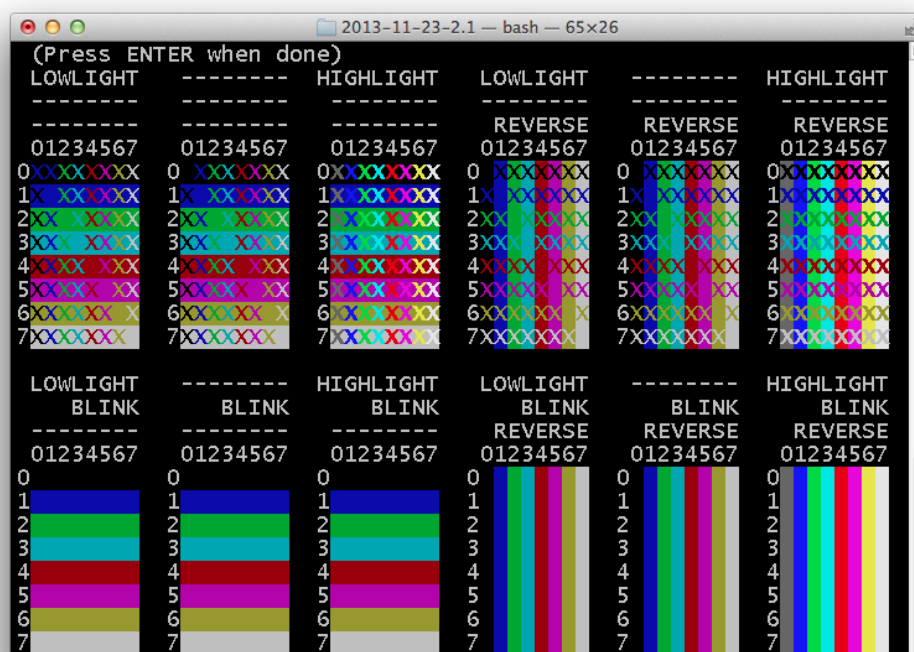 2013-11-23-2.1 — bash — 65×26
(Press ENTER when done)
LOWLIGHT -------- HIGHLIGHT LOWLIGHT -------- HIGHLIGHT
-------- -------- -------- -------- -------- --------
-------- -------- -------- REVERSE REVERSE REVERSE
01234567 01234567 01234567 01234567 01234567 01234567
0 XXXXXXX 0 XXXXXXX 0XXXXXXXX 0 XXXXXXX 0 XXXXXXX 0XXXXXXXX
1X XXXXXX 1X XXXXXX 1XXXXXXXX 1X XXXXXX 1X XXXXXX 1XXXXXXXX
2XX XXXXX 2XX XXXXX 2XXXXXXXX 2XX XXXXX 2XX XXXXX 2XXXXXXXX
3XXX XXXX 3XXX XXXX 3XXXXXXXX 3XXX XXXX 3XXX XXXX 3XXXXXXXX
4XXXX XXX 4XXXX XXX 4XXXXXXXX 4XXXX XXX 4XXXX XXX 4XXXXXXXX
5XXXXX XX 5XXXXX XX 5XXXXXXXX 5XXXXX XX 5XXXXX XX 5XXXXXXXX
6XXXXXX X 6XXXXXX X 6XXXXXXXX 6XXXXXX X 6XXXXXX X 6XXXXXXXX
7XXXXXXX 7XXXXXXX 7XXXXXXXX 7XXXXXXX 7XXXXXXX 7XXXXXXXX
LOWLIGHT -------- HIGHLIGHT LOWLIGHT -------- HIGHLIGHT
BLINK BLINK BLINK BLINK BLINK BLINK
-------- -------- -------- REVERSE REVERSE REVERSE
01234567 01234567 01234567 01234567 01234567 01234567
0 0 0 0 0 0
1 1 1 1 1 1
2 2 2 2 2 2
3 3 3 3 3 3
4 4 4 4 4 4
5 5 5 5 5 5
6 6 6 6 6 6
7 7 7 7 7 7